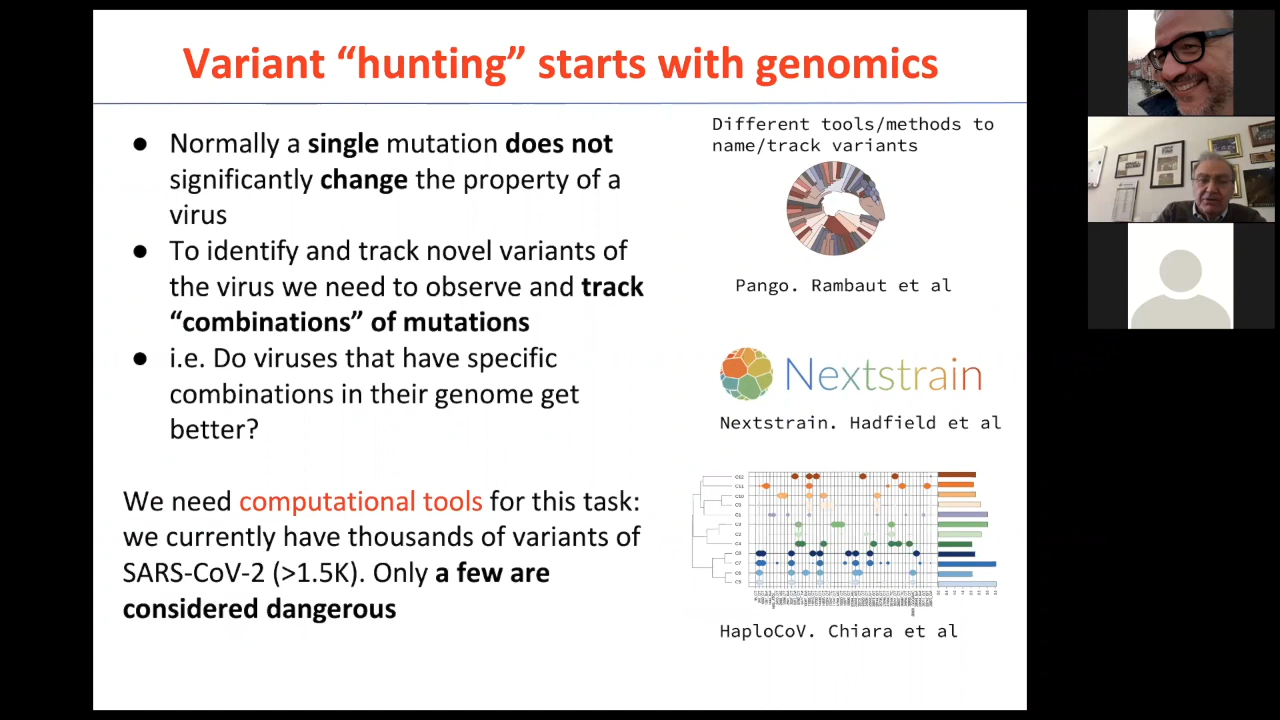 Variant “hunting” starts with genomics
● Normally a single mutation does not
significantly change the property of a
virus
● To identify and track novel variants of
the virus we need to observe and track
“combinations” of mutations
● i.e. Do viruses that have specific
combinations in their genome get
better?
We need computational tools for this task:
we currently have thousands of variants of
SARS-CoV-2 (>1.5K). Only a few are
considered dangerous
Different tools/methods to
name/track variants
Pango. Rambaut et al
Nextstrain
Nextstrain. Hadfield et al
HaploCoV. Chiara et al